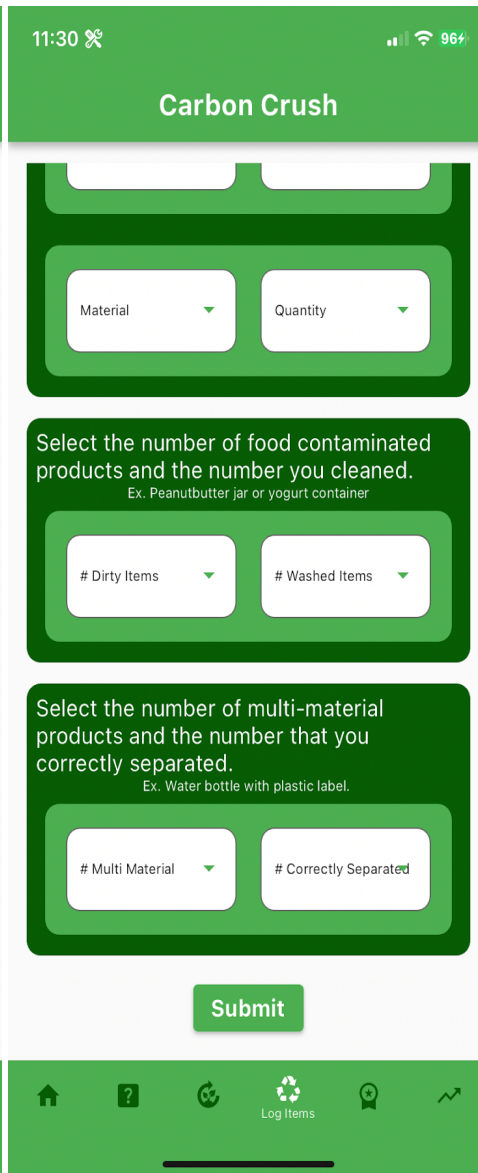 11:30
96
Carbon Crush
Material
Quantity
Select the number of food contaminated
products and the number you cleaned.
Ex. Peanutbutter jar or yogurt container
# Dirty Items
# Washed Items
Select the number of multi-material
products and the number that you
correctly separated.
Ex. Water bottle with plastic label.
# Multi Material
# Correctly Separated
Submit
?
Log Items